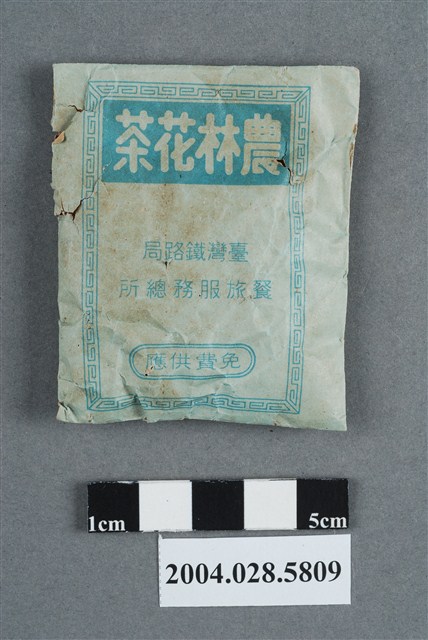 農林花茶
臺灣鐵路局
餐旅服務總所
免費供應
1cm 5cm
2004.028.5809